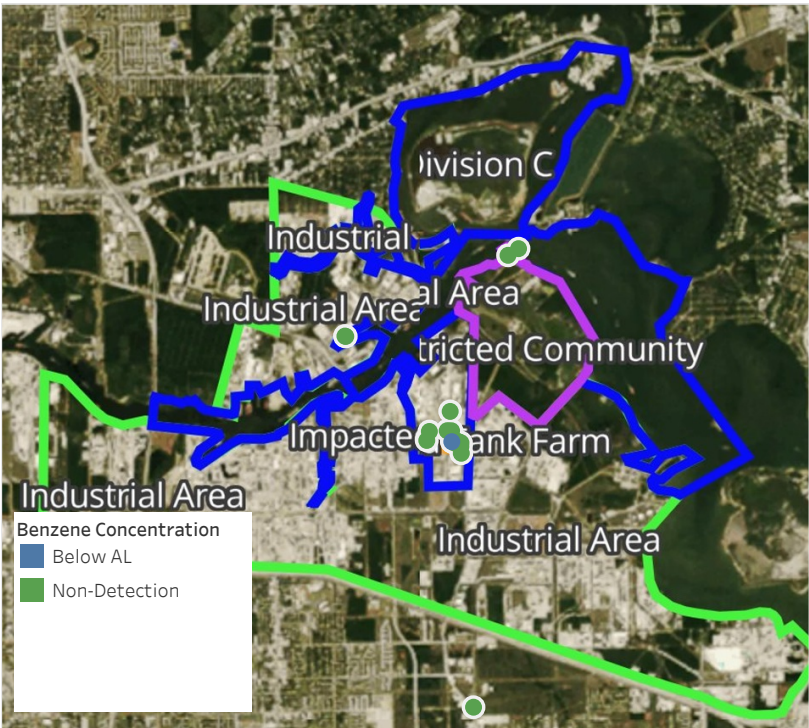 Division C
Industrial
Industrial Area
al Area
tricted Community
Impacte
ank Farm
Industrial Area
Industrial Area
Benzene Concentration
Below AL
Non-Detection